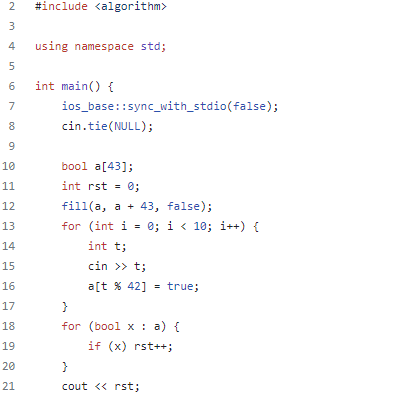 2 #include <algorithm>
3
4 using namespace std;
5
6 int main() {
7     ios_base::sync_with_stdio(false);
8     cin.tie(NULL);
9
10     bool a[43];
11     int rst = 0;
12     fill(a, a + 43, false);
13     for (int i = 0; i < 10; i++) {
14         int t;
15         cin >> t;
16         a[t % 42] = true;
17     }
18     for (bool x : a) {
19         if (x) rst++;
20     }
21     cout << rst;